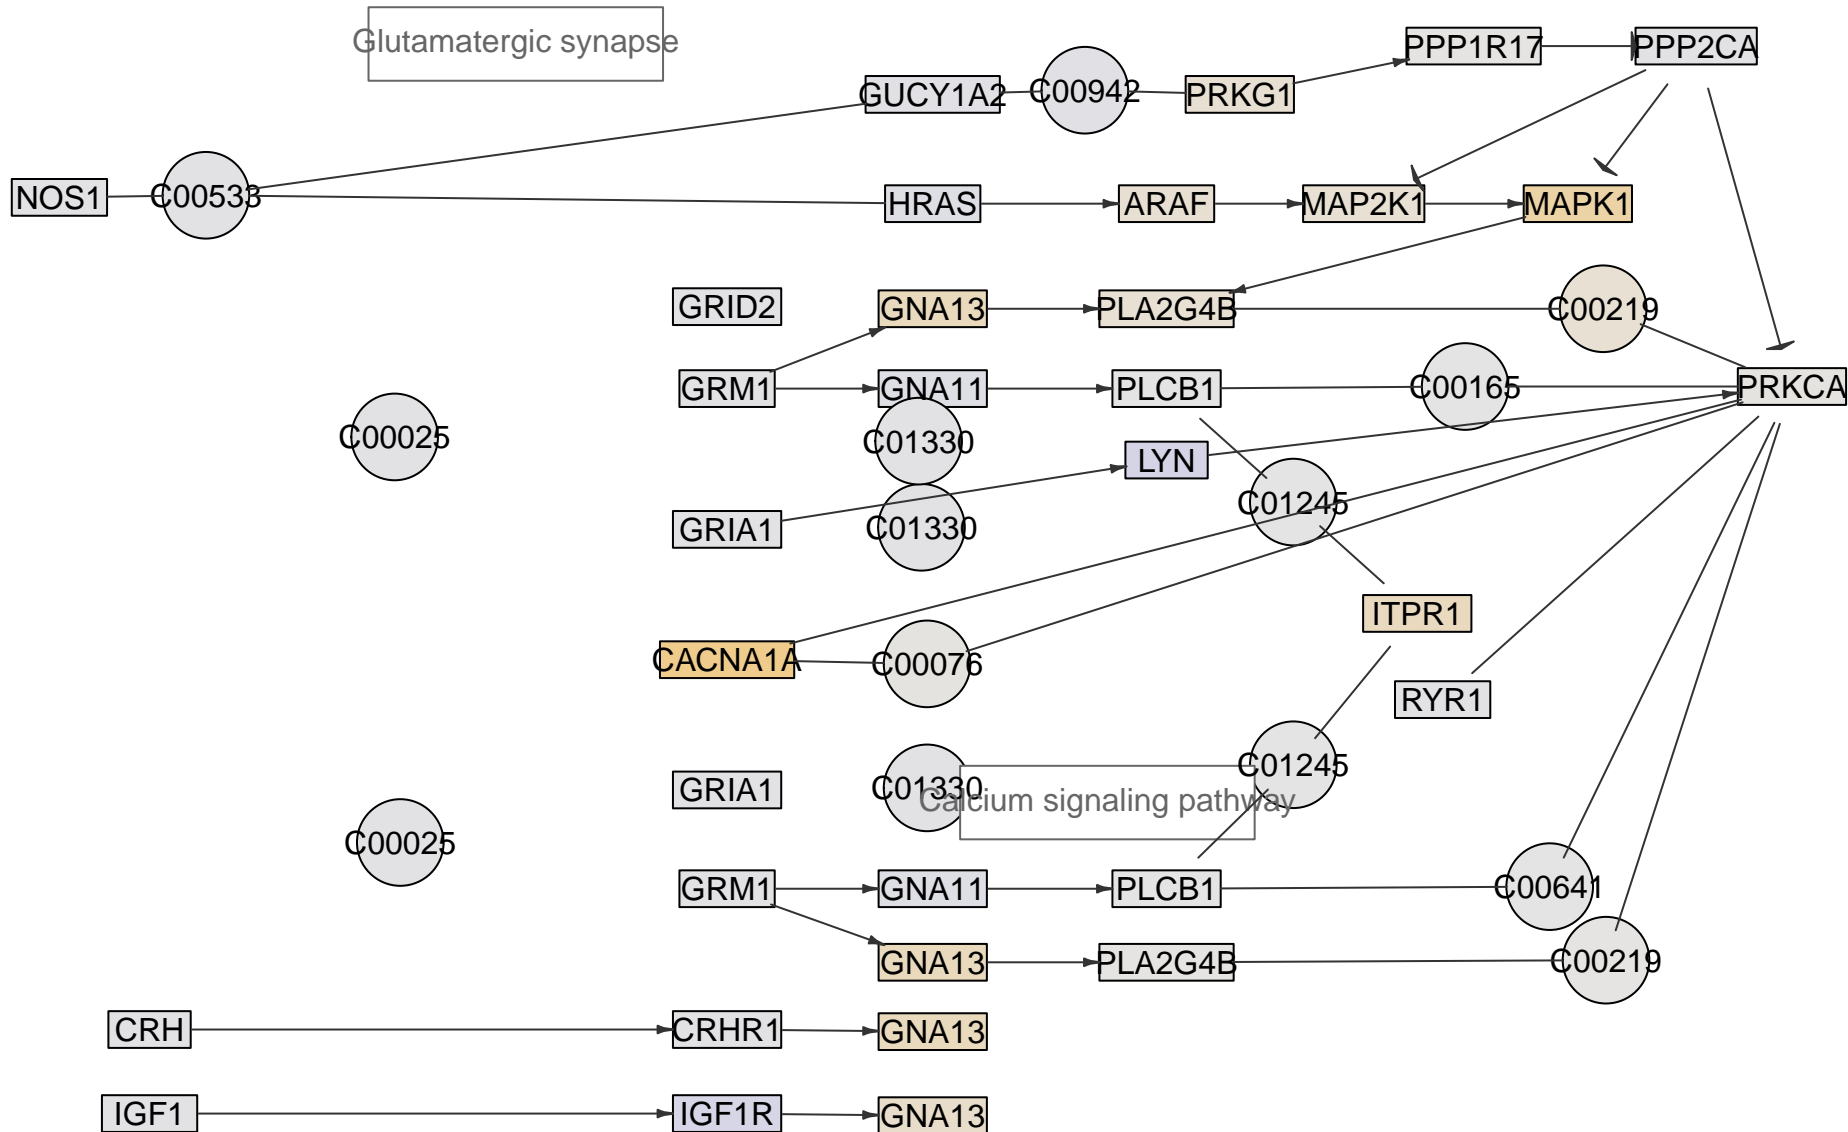 Glutamatergic synapse
PPP1R17
PPP2CA
GUCY1A2
C00942
PRKG1
NOS1
C00533
HRAS
ARAF
MAP2K1
MAPK1
GRID2
GNA13
PLA2G4B
C00219
GRM1
GNA11
PLCB1
C00165
PRKCA
C00025
C01330
LYN
C01245
GRIA1
C01330
ITPR1
CACNA1A
C00076
RYR1
C01245
GRIA1
C01330
Calcium signaling pathway
C00025
GRM1
GNA11
PLCB1
C00641
GNA13
PLA2G4B
C00219
CRH
CRHR1
GNA13
IGF1
IGF1R
GNA13